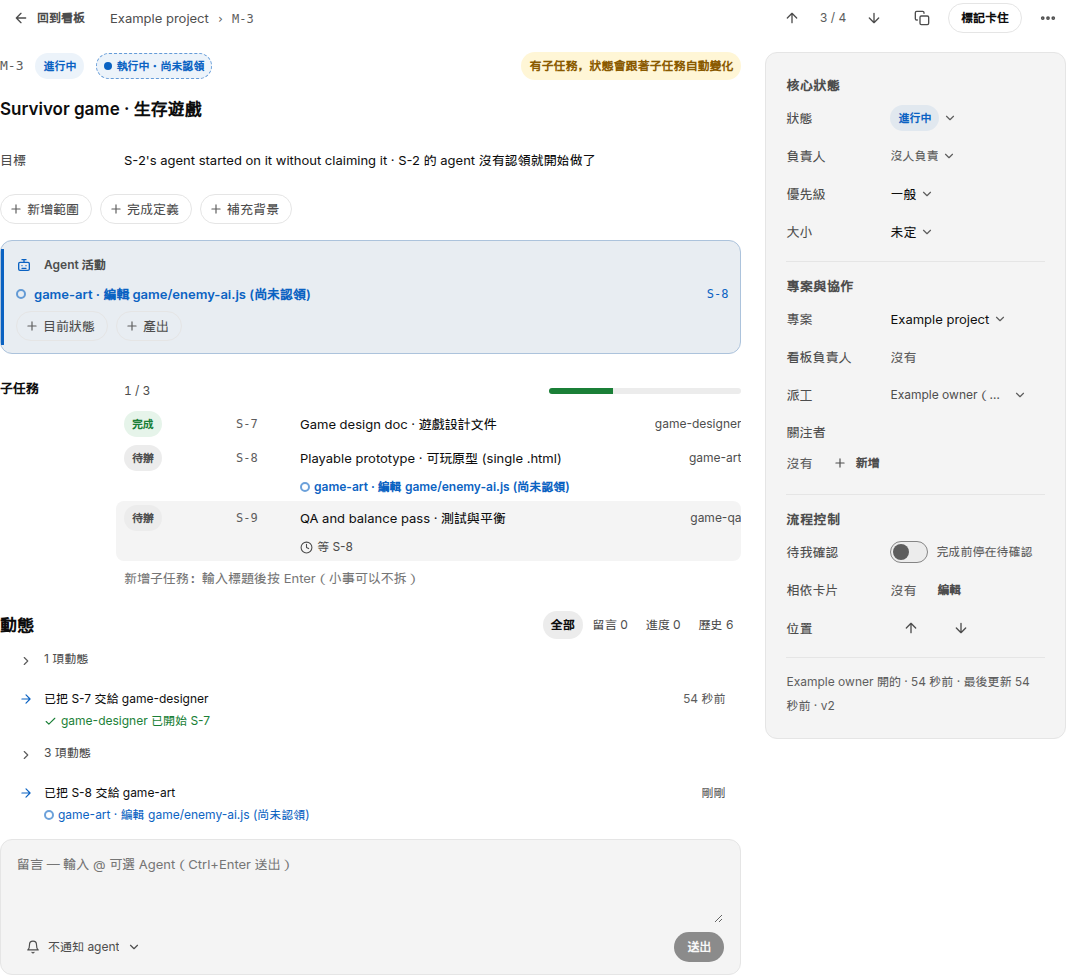 回到看板 Example project › M-3 3 / 4 標記卡住
M-3 進行中 執行中·尚未認領 有子任務，狀態會跟著子任務自動變化
Survivor game · 生存遊戲
目標 S-2's agent started on it without claiming it · S-2 的 agent 沒有認領就開始做了
+ 新增範圍 + 完成定義 + 補充背景
Agent 活動
game-art · 編輯 game/enemy-ai.js (尚未認領) S-8
+ 目前狀態 + 產出
子任務 1 / 3
完成 S-7 Game design doc · 遊戲設計文件 game-designer
待辦 S-8 Playable prototype · 可玩原型 (single .html) game-art
game-art · 編輯 game/enemy-ai.js (尚未認領)
待辦 S-9 QA and balance pass · 測試與平衡 game-qa
等 S-8
新增子任務：輸入標題後按 Enter（小事可以不拆）
動態 全部 留言 0 進度 0 歷史 6
1 項動態
已把 S-7 交給 game-designer 54 秒前
game-designer 已開始 S-7
3 項動態
已把 S-8 交給 game-art 剛剛
game-art · 編輯 game/enemy-ai.js (尚未認領)
留言 — 輸入 @ 可選 Agent（Ctrl+Enter 送出）
不通知 agent 送出
核心狀態
狀態 進行中
負責人 沒人負責
優先級 一般
大小 未定
專案與協作
專案 Example project
看板負責人 沒有
派工 Example owner (...
關注者
沒有 + 新增
流程控制
待我確認 完成前停在待確認
相依卡片 沒有 編輯
位置
Example owner 開的 · 54 秒前 · 最後更新 54
秒前 · v2